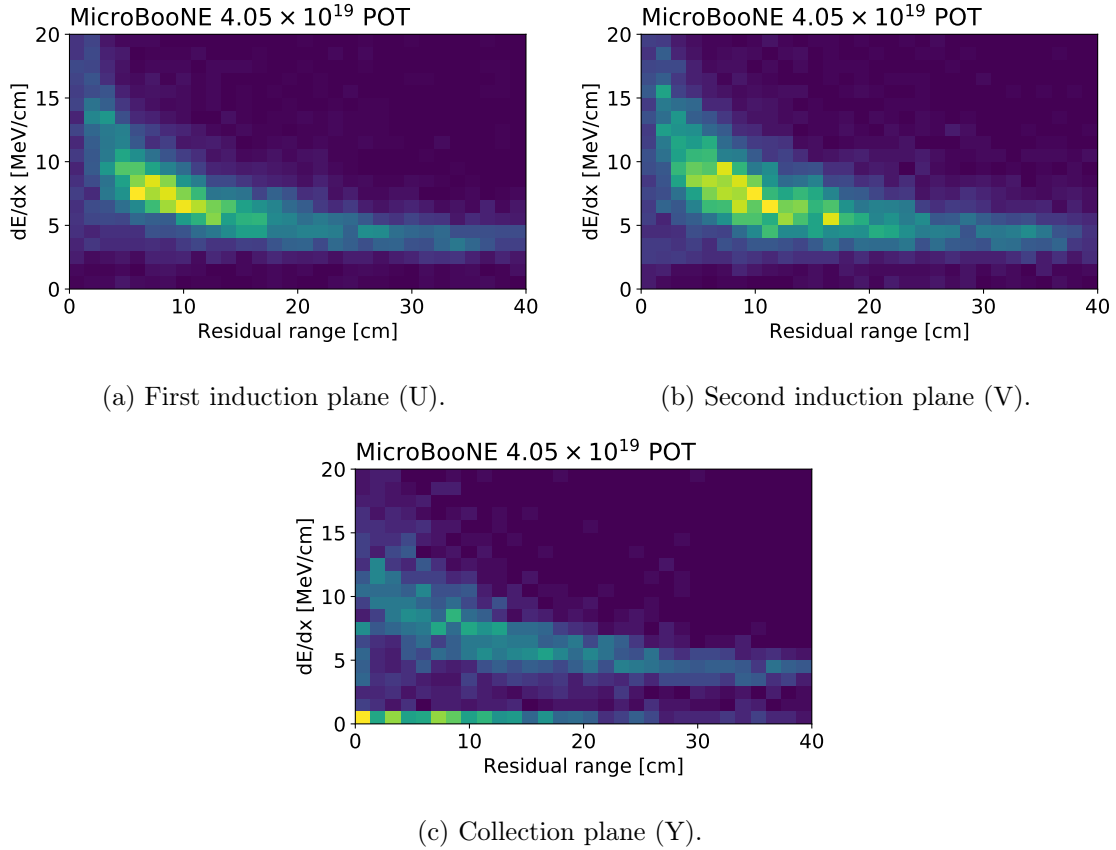 MicroBooNE 4.05 × 10^19 POT
20
15
10
5
0
dE/dx [MeV/cm]
0 10 20 30 40
Residual range [cm]
(a) First induction plane (U).
MicroBooNE 4.05 × 10^19 POT
20
15
10
5
0
dE/dx [MeV/cm]
0 10 20 30 40
Residual range [cm]
(b) Second induction plane (V).
MicroBooNE 4.05 × 10^19 POT
20
15
10
5
0
dE/dx [MeV/cm]
0 10 20 30 40
Residual range [cm]
(c) Collection plane (Y).